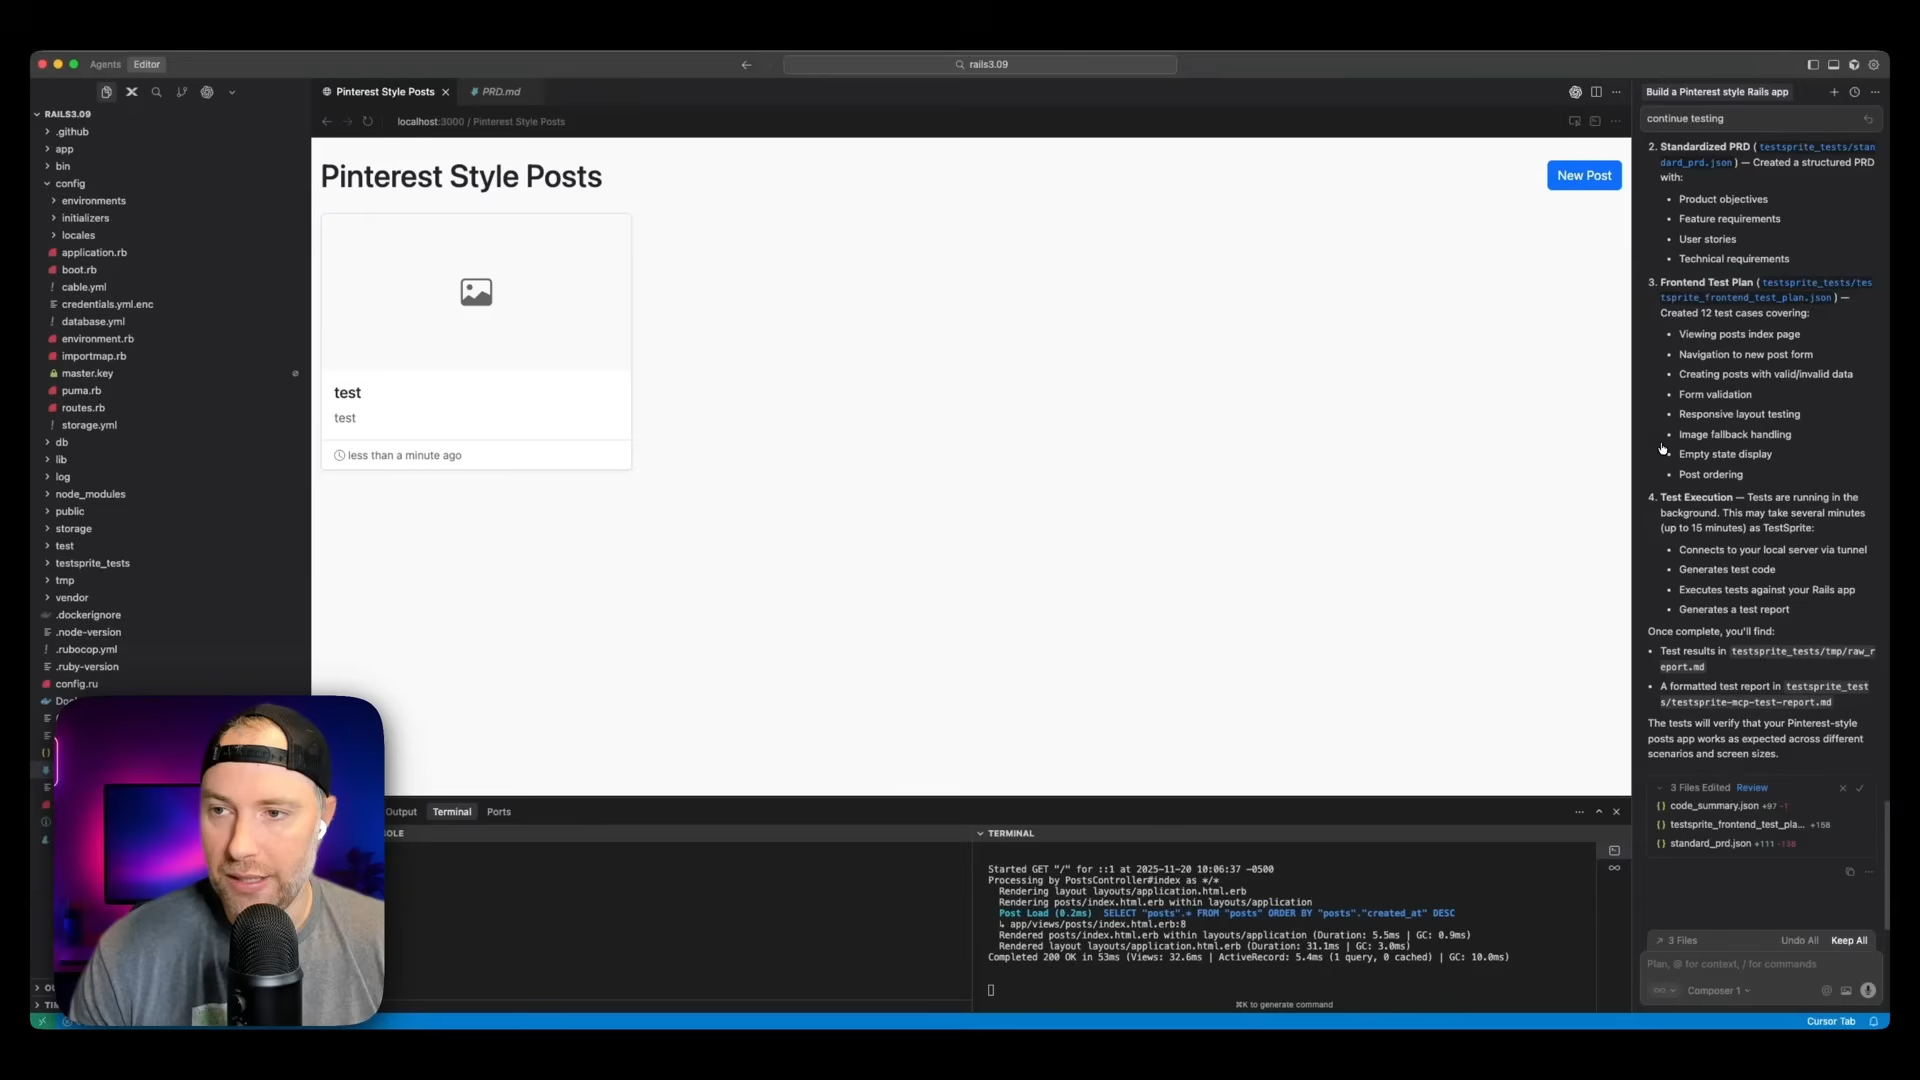 Agents Editor
rails3.09
RAILS3.09
.github
app
bin
config
environments
initializers
locales
application.rb
boot.rb
cable.yml
credentials.yml.enc
database.yml
environment.rb
importmap.rb
master.key
puma.rb
routes.rb
storage.yml
db
lib
log
node_modules
public
storage
test
testsprite_tests
tmp
vendor
.dockerignore
.node-version
.rubocop.yml
.ruby-version
config.ru
Pinterest Style Posts
PRD.md
localhost:3000 / Pinterest Style Posts
Pinterest Style Posts
New Post
test
test
less than a minute ago
Output Terminal Ports
TERMINAL
Started GET "/" for ::1 at 2025-11-20 10:06:37 -0500
Processing by PostsController#index as */*
Rendering layout layouts/application.html.erb
Rendering posts/index.html.erb within layouts/application
Post Load (0.2ms) SELECT "posts".* FROM "posts" ORDER BY "posts"."created_at" DESC
↳ app/views/posts/index.html.erb:8
Rendered posts/index.html.erb within layouts/application (Duration: 5.5ms | GC: 0.9ms)
Rendered layout layouts/application.html.erb (Duration: 31.1ms | GC: 3.0ms)
Completed 200 OK in 53ms (Views: 32.6ms | ActiveRecord: 5.4ms (1 query, 0 cached) | GC: 10.0ms)
⌘K to generate command
Build a Pinterest style Rails app
continue testing
2. Standardized PRD ( testsprite_tests/stan
dard_prd.json ) — Created a structured PRD
with:
• Product objectives
• Feature requirements
• User stories
• Technical requirements
3. Frontend Test Plan ( testsprite_tests/tes
tsprite_frontend_test_plan.json ) —
Created 12 test cases covering:
• Viewing posts index page
• Navigation to new post form
• Creating posts with valid/invalid data
• Form validation
• Responsive layout testing
• Image fallback handling
• Empty state display
• Post ordering
4. Test Execution — Tests are running in the
background. This may take several minutes
(up to 15 minutes) as TestSprite:
• Connects to your local server via tunnel
• Generates test code
• Executes tests against your Rails app
• Generates a test report
Once complete, you'll find:
• Test results in testsprite_tests/tmp/raw_r
eport.md
• A formatted test report in testsprite_test
s/testsprite-mcp-test-report.md
The tests will verify that your Pinterest-style
posts app works as expected across different
scenarios and screen sizes.
3 Files Edited Review
code_summary.json +97 -1
testsprite_frontend_test_pla... +158
standard_prd.json +111 -138
3 Files Undo All Keep All
Plan, @ for context, / for commands
Composer 1
Cursor Tab